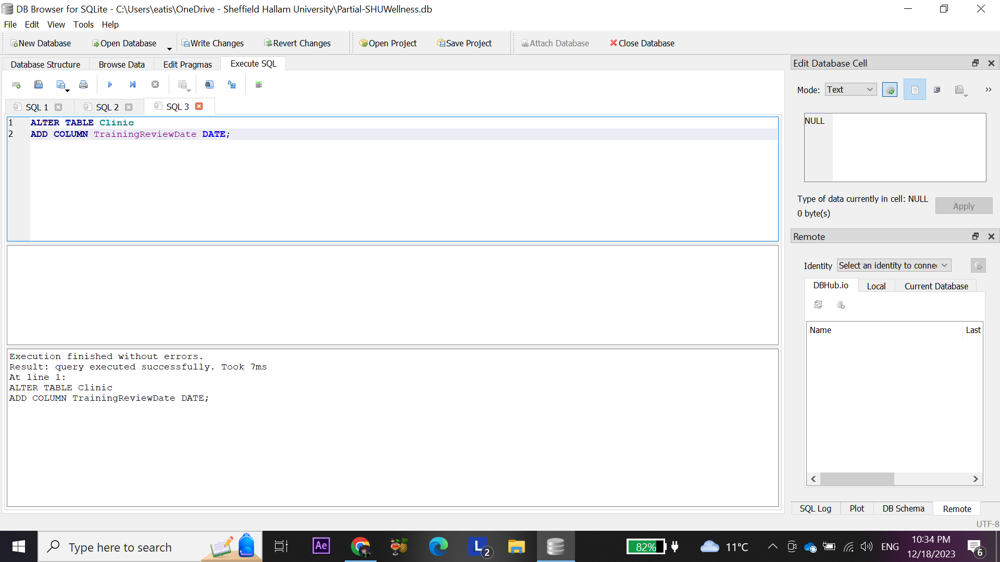 DB Browser for SQLite - C:\Users\eatis\OneDrive - Sheffield Hallam University\Partial-SHUWellness.db
File Edit View Tools Help
New Database Open Database Write Changes Revert Changes Open Project Save Project Attach Database Close Database
Database Structure Browse Data Edit Pragmas Execute SQL
SQL 1 SQL 2 SQL 3
1 ALTER TABLE Clinic
2 ADD COLUMN TrainingReviewDate DATE;
Execution finished without errors.
Result: query executed successfully. Took 7ms
At line 1:
ALTER TABLE Clinic
ADD COLUMN TrainingReviewDate DATE;
Edit Database Cell
Mode: Text
NULL
Type of data currently in cell: NULL
0 byte(s)
Apply
Remote
Identity Select an identity to conne
DBHub.io Local Current Database
Name Last
SQL Log Plot DB Schema Remote
UTF-8
Type here to search
Ae
L 2
82%
11°C
ENG
10:34 PM
12/18/2023
6